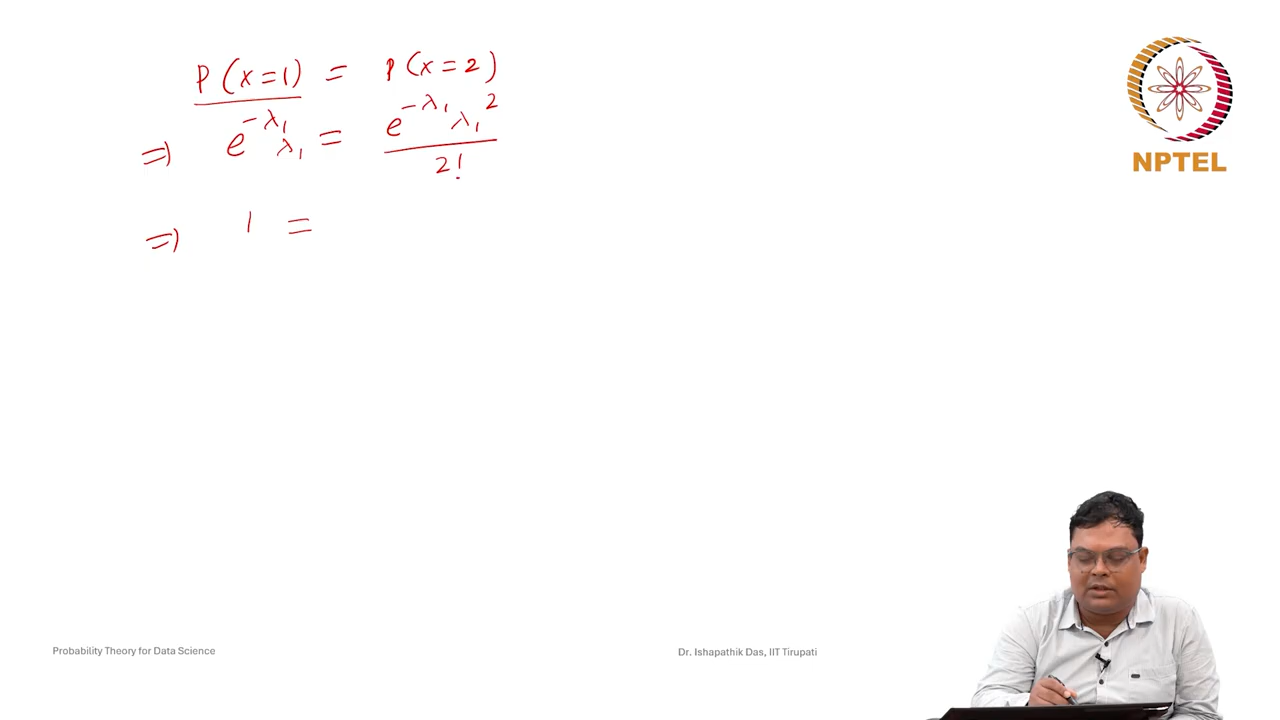 P(x=1) = P(x=2)
⇒ e^{-λ₁} λ₁ = e^{-λ₁} λ₁² / 2!
⇒ 1 =
NPTEL
Probability Theory for Data Science
Dr. Ishapathik Das, IIT Tirupati